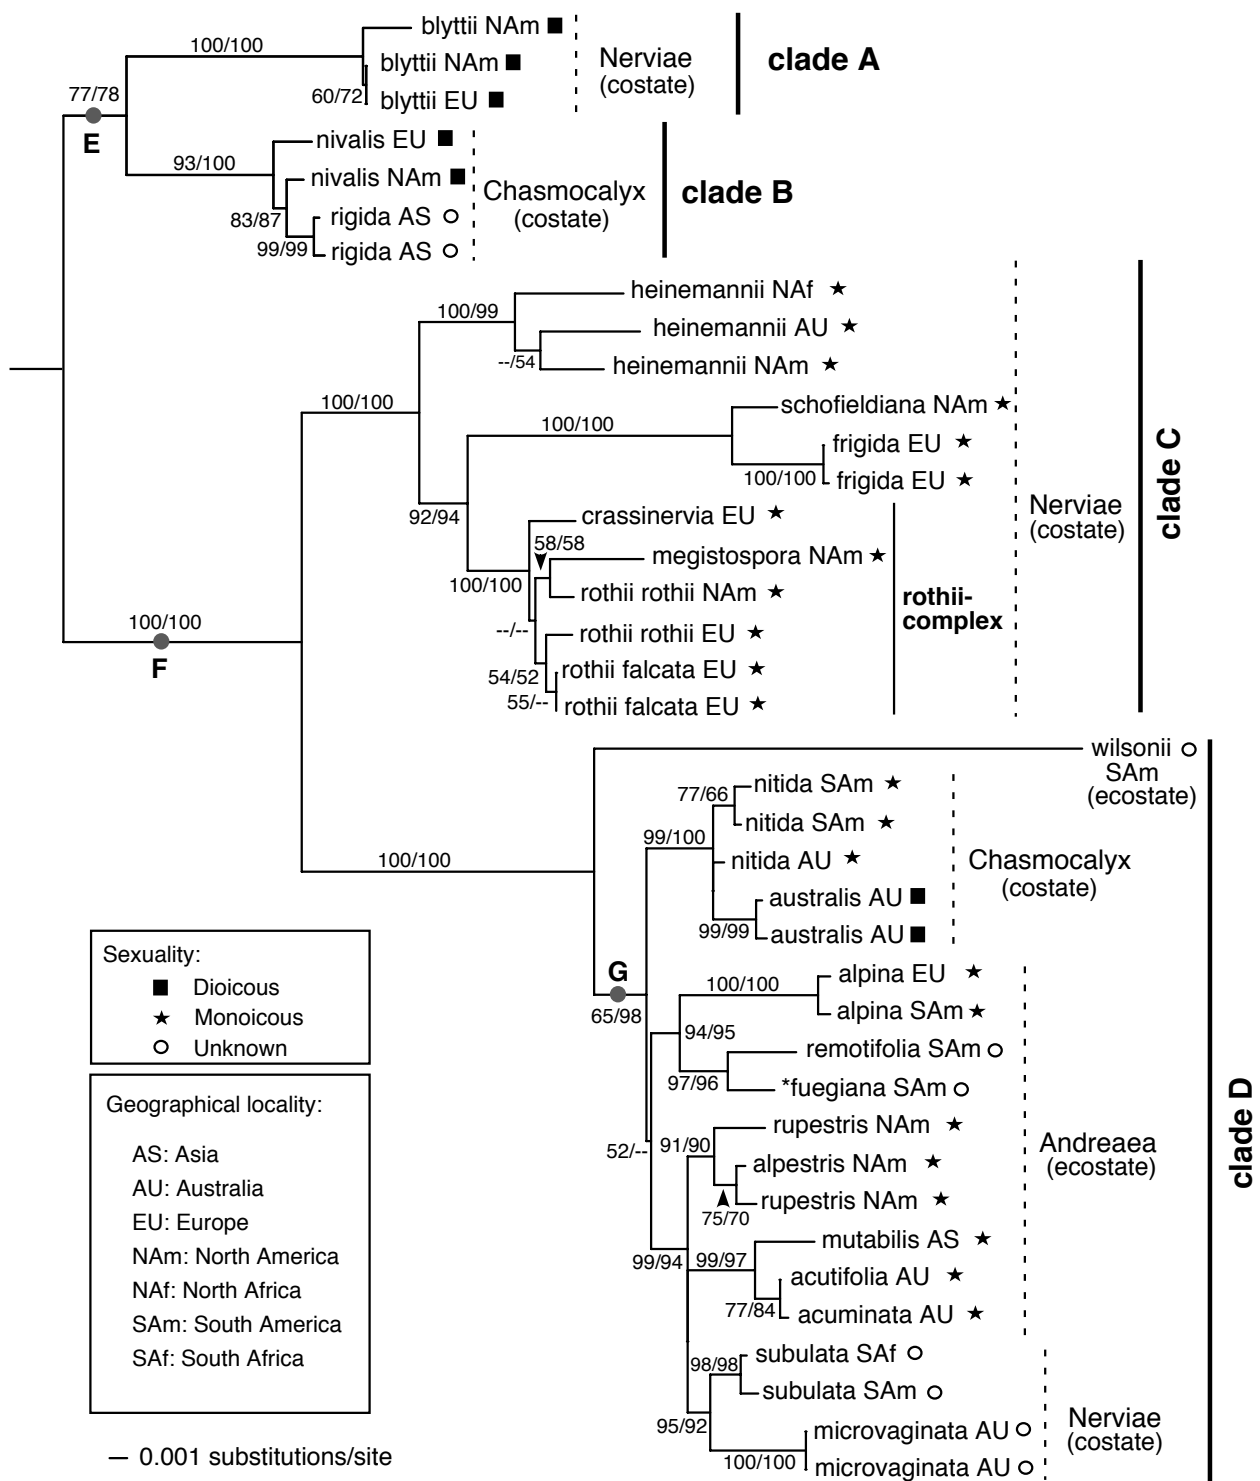 blyttii NAm
100/100
blyttii NAm
Nerviae
(costate)
clade A
77/78
60/72
blyttii EU
E
nivalis EU
93/100
nivalis NAm
Chasmocalyx
(costate)
clade B
83/87
rigida AS
99/99
rigida AS
heinemannii NAf
100/99
heinemannii AU
--/54
heinemannii NAm
100/100
schofieldiana NAm
100/100
frigida EU
100/100
frigida EU
92/94
crassinervia EU
Nerviae
(costate)
clade C
58/58
megistospora NAm
100/100
rothii rothii NAm
rothii-
complex
--/--
rothii rothii EU
100/100
F
54/52
rothii falcata EU
55/--
rothii falcata EU
wilsonii
SAm
(ecostate)
77/66
nitida SAm
nitida SAm
99/100
nitida AU
Chasmocalyx
(costate)
100/100
australis AU
99/99
australis AU
G
65/98
alpina EU
100/100
alpina SAm
94/95
remotifolia SAm
97/96
*fuegiana SAm
rupestris NAm
52/--
91/90
alpestris NAm
Andreaea
(ecostate)
clade D
rupestris NAm
75/70
mutabilis AS
99/94
99/97
acutifolia AU
77/84
acuminata AU
subulata SAf
98/98
subulata SAm
95/92
microvaginata AU
Nerviae
(costate)
100/100
microvaginata AU
Sexuality:
Dioicous
Monoicous
Unknown
Geographical locality:
AS: Asia
AU: Australia
EU: Europe
NAm: North America
NAf: North Africa
SAm: South America
SAf: South Africa
0.001 substitutions/site